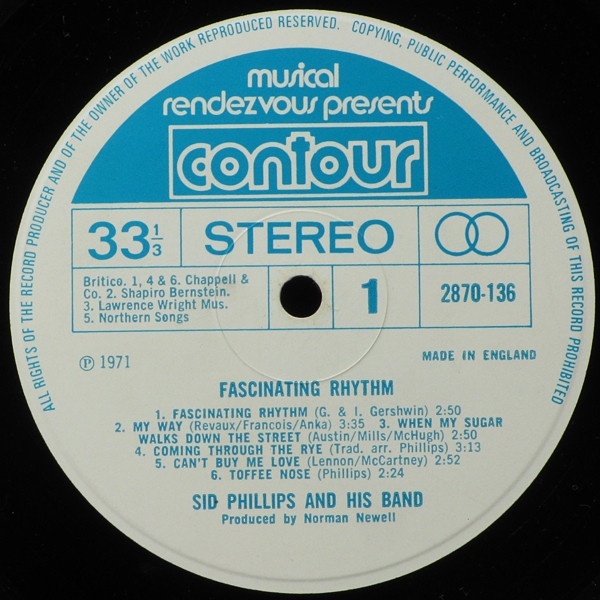 ALL RIGHTS OF THE RECORD PRODUCER AND OF THE OWNER OF THE WORK REPRODUCED RESERVED. COPYING, PUBLIC PERFORMANCE AND BROADCASTING OF THIS RECORD PROHIBITED
musical
rendezvous presents
contour
33 1/3 STEREO
Britico. 1, 4 & 6. Chappell &
Co. 2. Shapiro Bernstein.
3. Lawrence Wright Mus.
5. Northern Songs
1
2870-136
℗ 1971
MADE IN ENGLAND
FASCINATING RHYTHM
1. FASCINATING RHYTHM (G. & I. Gershwin) 2:50
2. MY WAY (Revaux/Francois/Anka) 3:35 3. WHEN MY SUGAR
WALKS DOWN THE STREET (Austin/Mills/McHugh) 2:50
4. COMING THROUGH THE RYE (Trad. arr. Phillips) 3:13
5. CAN'T BUY ME LOVE (Lennon/McCartney) 2:52
6. TOFFEE NOSE (Phillips) 2:24
SID PHILLIPS AND HIS BAND
Produced by Norman Newell